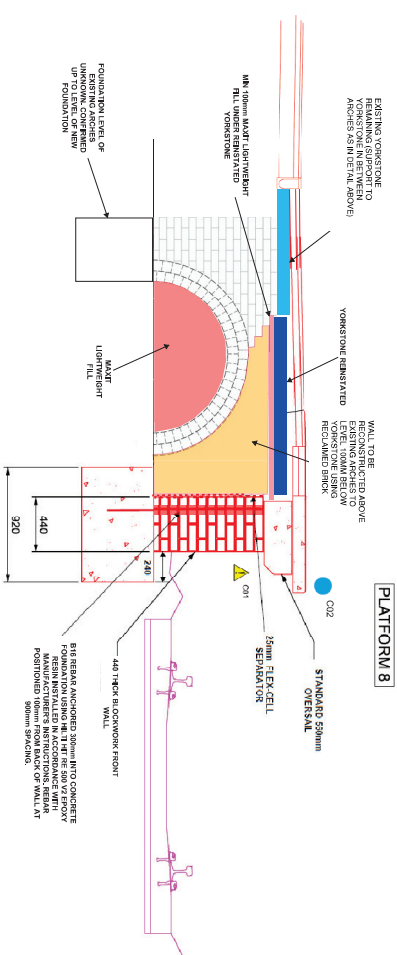 PLATFORM 8
EXISTING YORKSTONE
REMAINING (SUPPORT TO
YORKSTONE IN BETWEEN
ARCHES AS IN DETAIL ABOVE)
YORKSTONE REINSTATED
WALL TO BE
RECONSTRUCTED ABOVE
EXISTING ARCHES TO
LEVEL 100MM BELOW
YORKSTONE USING
RECLAIMED BRICK
C02
STANDARD 550mm
OVERSAIL
MIN 100mm MAXIT LIGHTWEIGHT
FILL UNDER REINSTATED
YORKSTONE
C01
25mm FLEX-CELL
SEPARATOR
FOUNDATION LEVEL OF
EXISTING ARCHES
UNKNOWN. CONFIRMED
UP TO LEVEL OF NEW
FOUNDATION
MAXIT
LIGHTWEIGHT
FILL
240
440
920
440 THICK BLOCKWORK FRONT
WALL
B16 REBAR ANCHORED 300mm INTO CONCRETE
FOUNDATION USING HILTI HIT RE 500 V2 EPOXY
RESIN INSTALLED IN ACCORDANCE WITH
MANUFACTURER'S INSTRUCTIONS. REBAR
POSITIONED 100mm FROM BACK OF WALL AT
900mm SPACING.